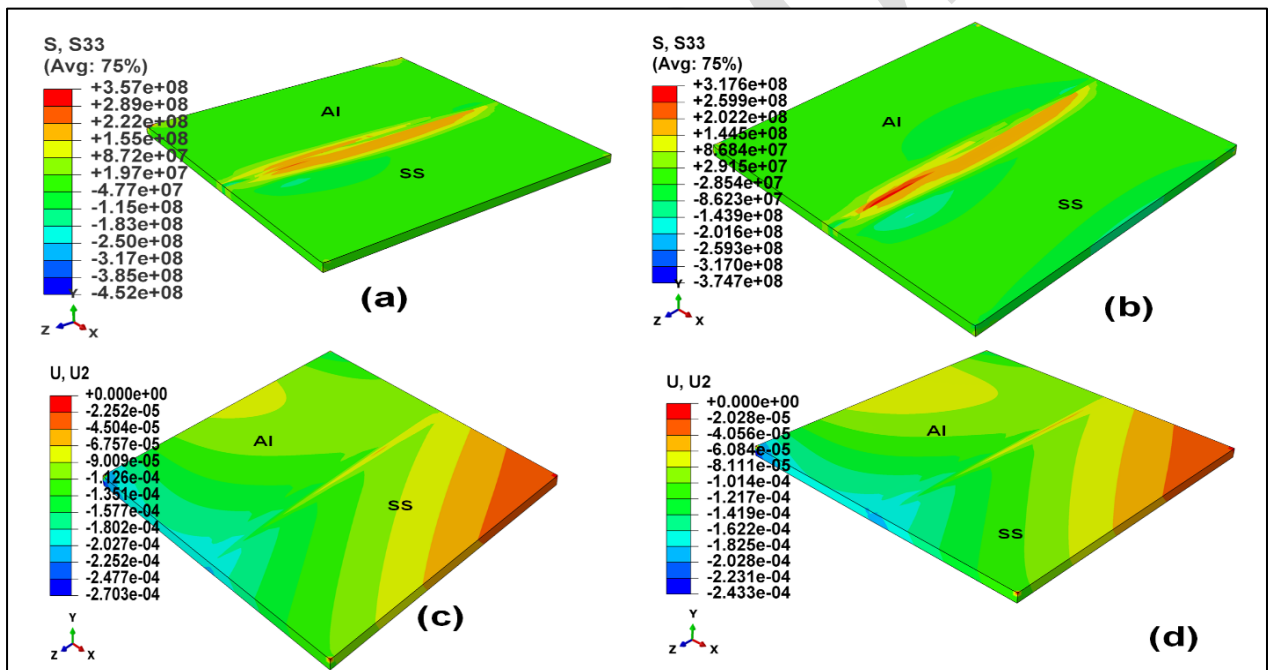 S, S33
(Avg: 75%)
+3.57e+08
+2.89e+08
+2.22e+08
+1.55e+08
+8.72e+07
+1.97e+07
-4.77e+07
-1.15e+08
-1.83e+08
-2.50e+08
-3.17e+08
-3.85e+08
-4.52e+08
Al
SS
(a)
Y
Z
X
S, S33
(Avg: 75%)
+3.176e+08
+2.599e+08
+2.022e+08
+1.445e+08
+8.684e+07
+2.915e+07
-2.854e+07
-8.623e+07
-1.439e+08
-2.016e+08
-2.593e+08
-3.170e+08
-3.747e+08
Al
SS
(b)
Y
Z
X
U, U2
+0.000e+00
-2.252e-05
-4.504e-05
-6.757e-05
-9.009e-05
-1.126e-04
-1.351e-04
-1.577e-04
-1.802e-04
-2.027e-04
-2.252e-04
-2.477e-04
-2.703e-04
Al
SS
(c)
Y
Z
X
U, U2
+0.000e+00
-2.028e-05
-4.056e-05
-6.084e-05
-8.111e-05
-1.014e-04
-1.217e-04
-1.419e-04
-1.622e-04
-1.825e-04
-2.028e-04
-2.231e-04
-2.433e-04
Al
SS
(d)
Y
Z
X